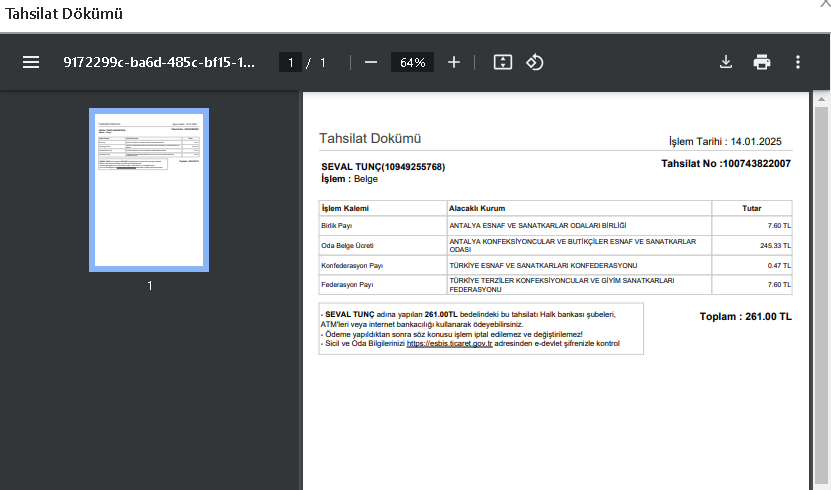 Tahsilat Dökümü
9172299c-ba6d-485c-bf15-1...
1 / 1
64%
1
Tahsilat Dokümü
İşlem Tarihi : 14.01.2025
SEVAL TUNÇ(10949255768)
Tahsilat No :100743822007
İşlem : Belge
İşlem Kalemi Alacaklı Kurum Tutar
Birlik Payı ANTALYA ESNAF VE SANATKARLAR ODALARI BİRLİĞİ 7.60 TL
Oda Belge Ücreti ANTALYA KONFEKSİYONCULAR VE BUTİKÇİLER ESNAF VE SANATKARLAR ODASI 245.33 TL
Konfederasyon Payı TÜRKİYE ESNAF VE SANATKARLARI KONFEDERASYONU 0.47 TL
Federasyon Payı TÜRKİYE TERZİLER KONFEKSİYONCULAR VE GİYİM SANATKARLARI FEDERASYONU 7.60 TL
- SEVAL TUNÇ adına yapılan 261.00TL bedelindeki bu tahsilatı Halk bankası şubeleri,
ATM'leri veya internet bankacılığı kullanarak ödeyebilirsiniz.
- Ödeme yapıldıktan sonra söz konusu işlem iptal edilemez ve değiştirilemez!
- Sicil ve Oda Bilgilerinizi https://esbis.ticaret.gov.tr adresinden e-devlet şifrenizle kontrol
Toplam : 261.00 TL